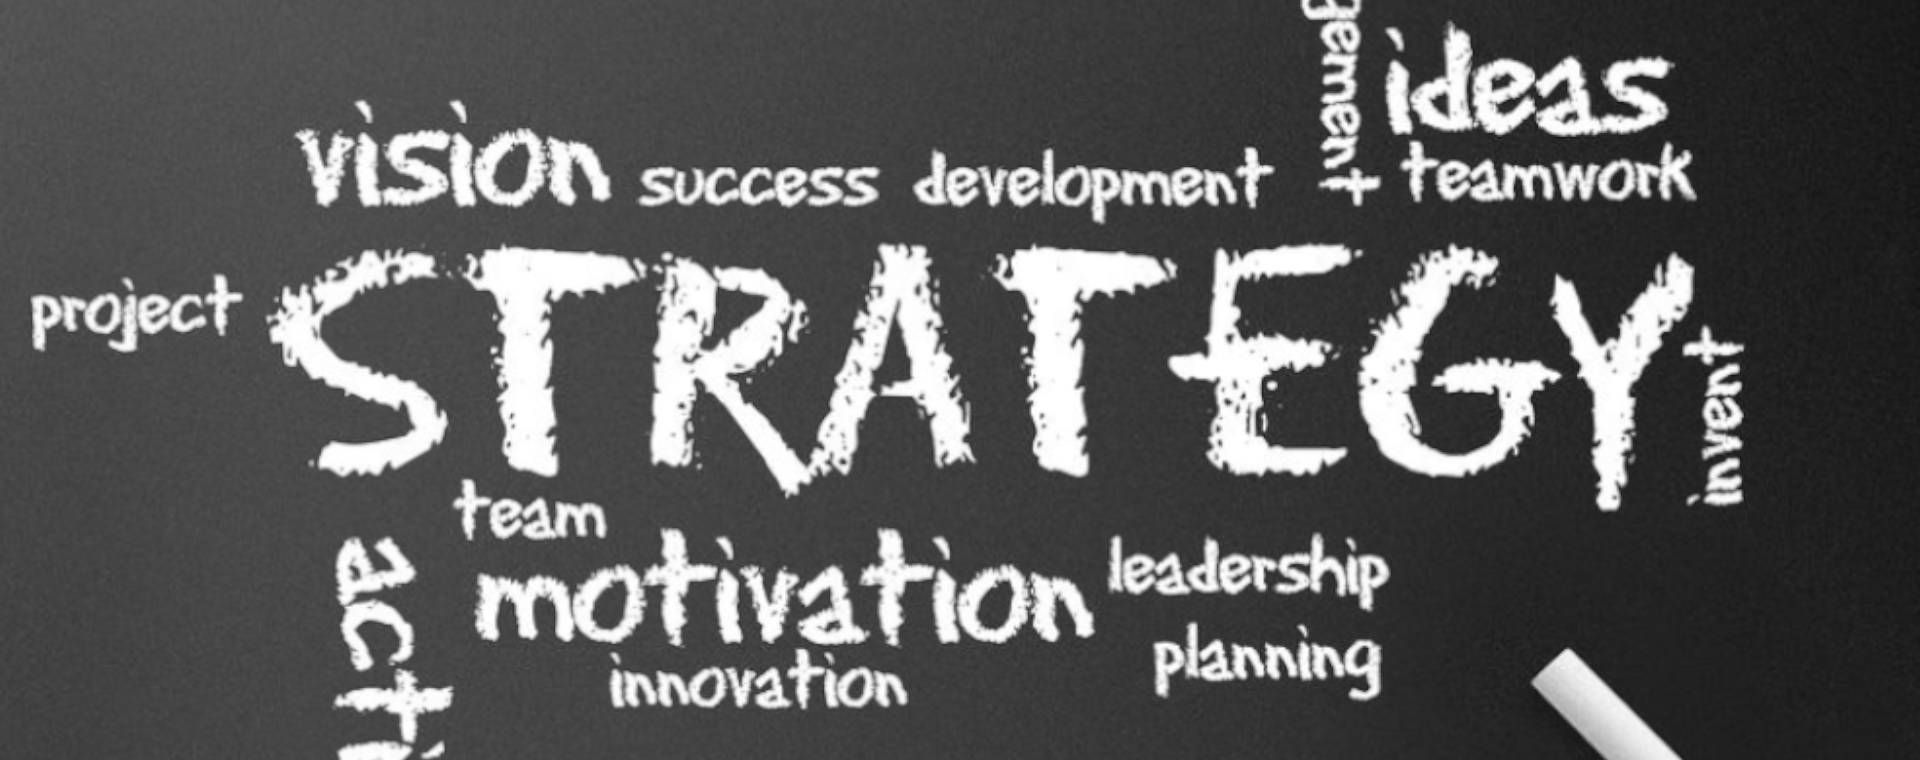 gement
ideas
vision
success development
teamwork
project
STRATEGY
invent
team
acti
motivation
leadership
innovation
planning